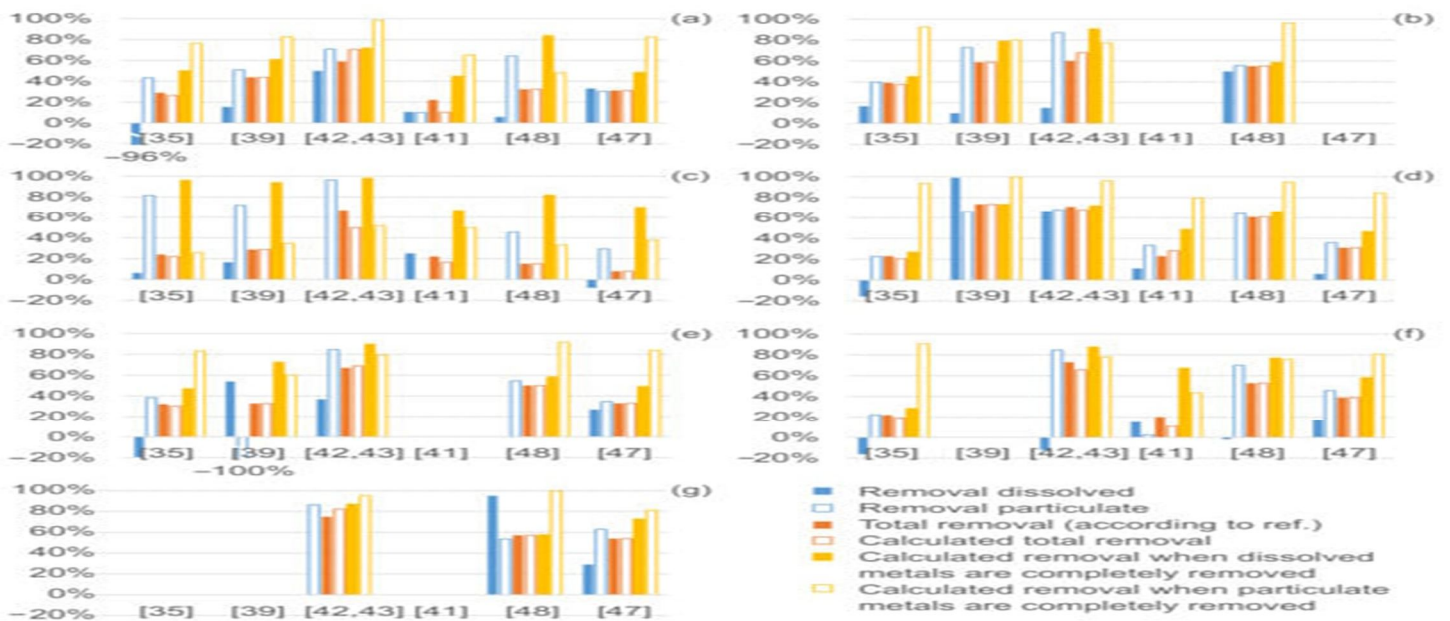 100% (a)
80%
60%
40%
20%
0%
−20% [35] [39] [42,43] [41] [48] [47]
−96%
100% (b)
80%
60%
40%
20%
0%
−20% [35] [39] [42,43] [41] [48] [47]
100% (c)
80%
60%
40%
20%
0%
−20% [35] [39] [42,43] [41] [48] [47]
100% (d)
80%
60%
40%
20%
0%
−20% [35] [39] [42,43] [41] [48] [47]
100% (e)
80%
60%
40%
20%
0%
−20% [35] [39] [42,43] [41] [48] [47]
−100%
100% (f)
80%
60%
40%
20%
0%
−20% [35] [39] [42,43] [41] [48] [47]
100% (g)
80%
60%
40%
20%
0%
−20% [35] [39] [42,43] [41] [48] [47]
Removal dissolved
Removal particulate
Total removal (according to ref.)
Calculated total removal
Calculated removal when dissolved
metals are completely removed
Calculated removal when particulate
metals are completely removed